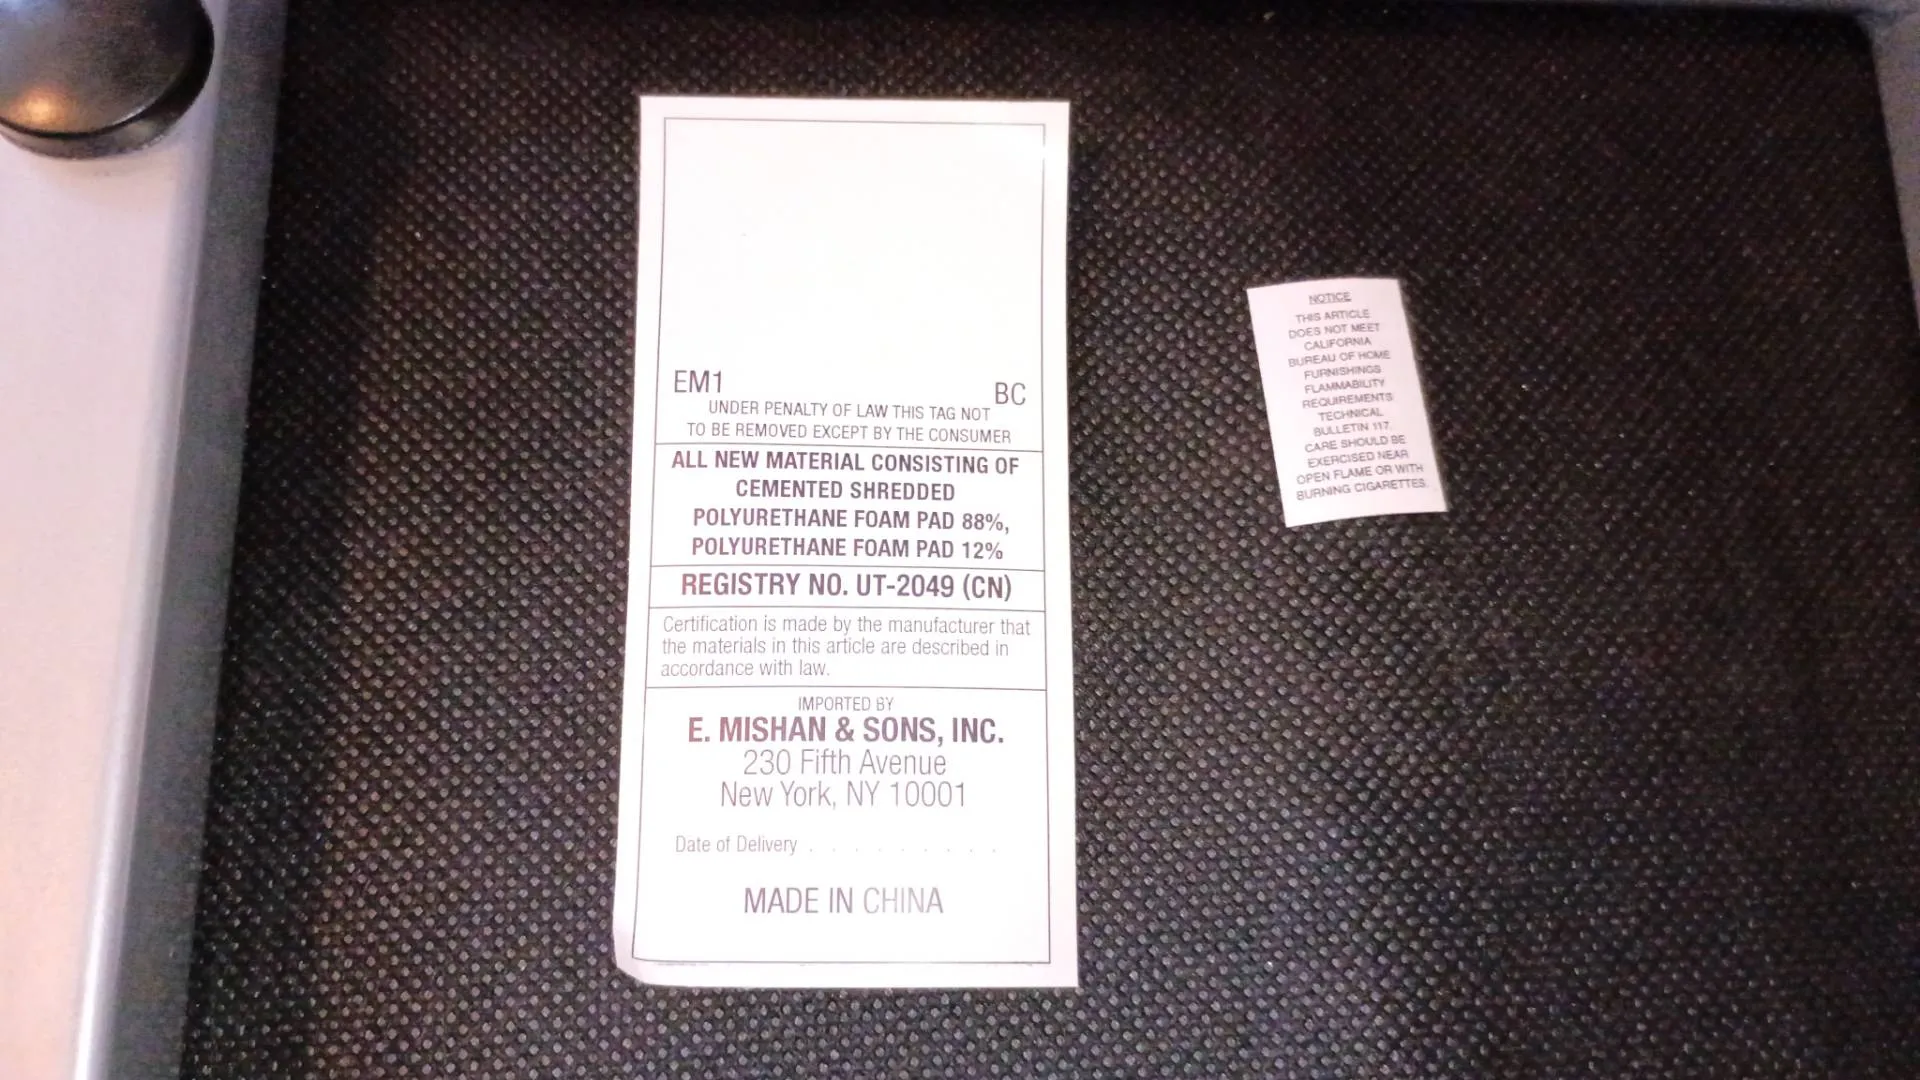 EM1
BC
UNDER PENALTY OF LAW THIS TAG NOT
TO BE REMOVED EXCEPT BY THE CONSUMER
ALL NEW MATERIAL CONSISTING OF
CEMENTED SHREDDED
POLYURETHANE FOAM PAD 88%,
POLYURETHANE FOAM PAD 12%
REGISTRY NO. UT-2049 (CN)
Certification is made by the manufacturer that
the materials in this article are described in
accordance with law.
IMPORTED BY
E. MISHAN & SONS, INC.
230 Fifth Avenue
New York, NY 10001
Date of Delivery . . . . . . . . .
MADE IN CHINA
NOTICE
THIS ARTICLE
DOES NOT MEET
CALIFORNIA
BUREAU OF HOME
FURNISHINGS
FLAMMABILITY
REQUIREMENTS
TECHNICAL
BULLETIN 117.
CARE SHOULD BE
EXERCISED NEAR
OPEN FLAME OR WITH
BURNING CIGARETTES.